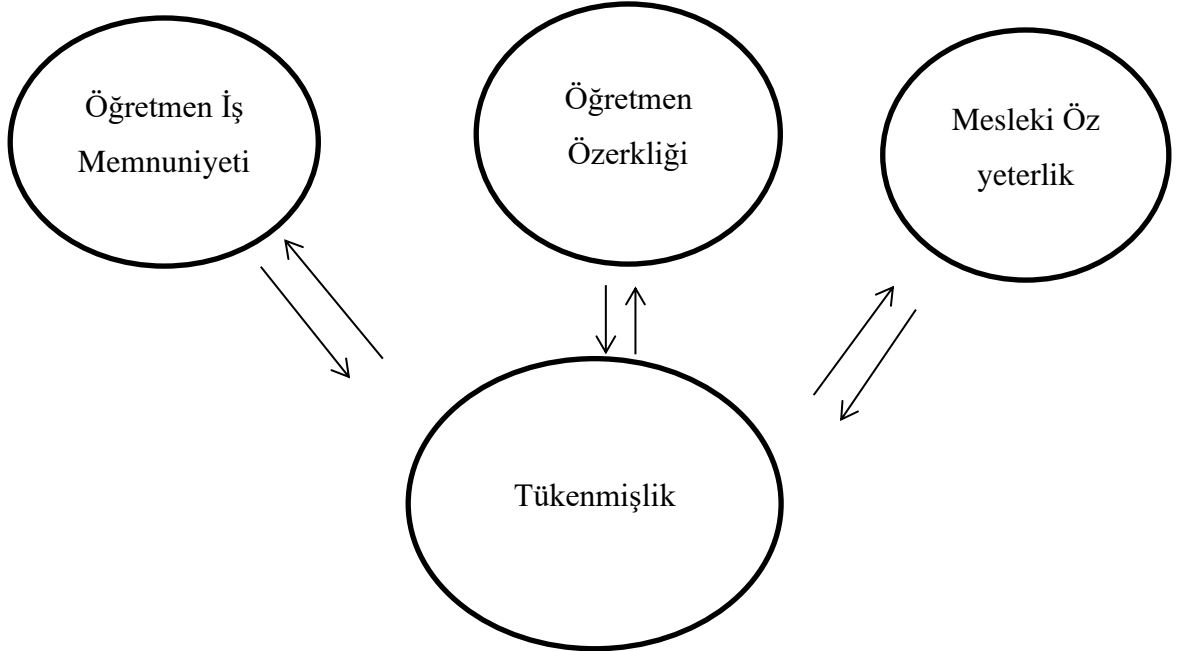 Öğretmen İş
Memnuniyeti
Öğretmen
Özerkliği
Mesleki Öz
yeterlik
Tükenmişlik